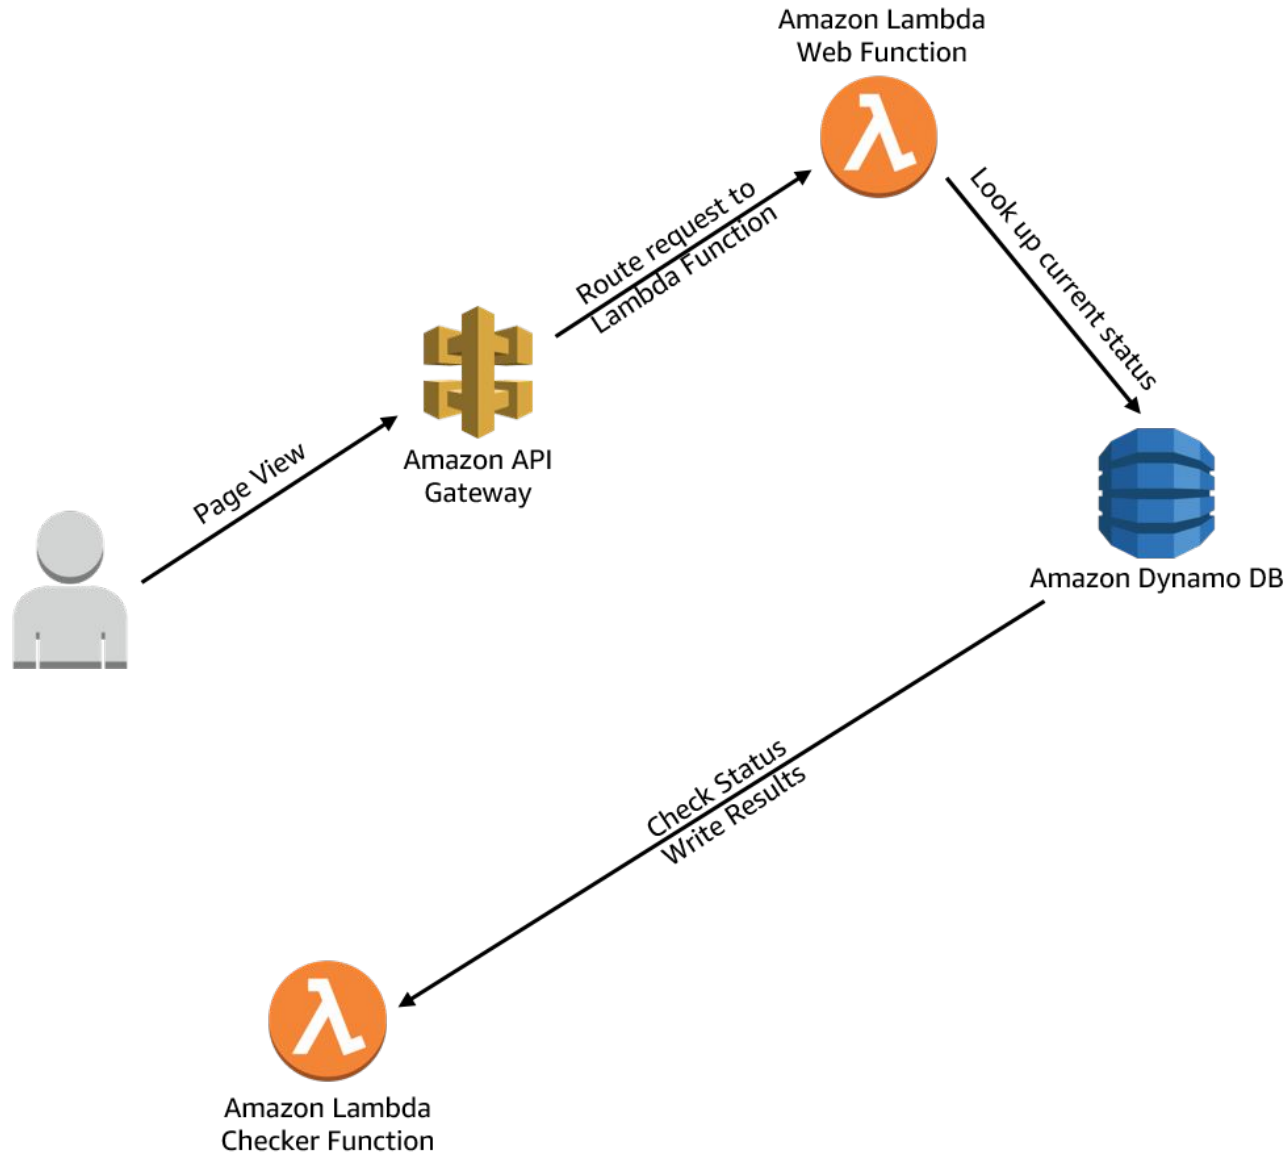 Amazon Lambda
Web Function
Route request to
Lambda Function
Look up current status
Page View
Amazon API
Gateway
Amazon Dynamo DB
Check Status
Write Results
Amazon Lambda
Checker Function